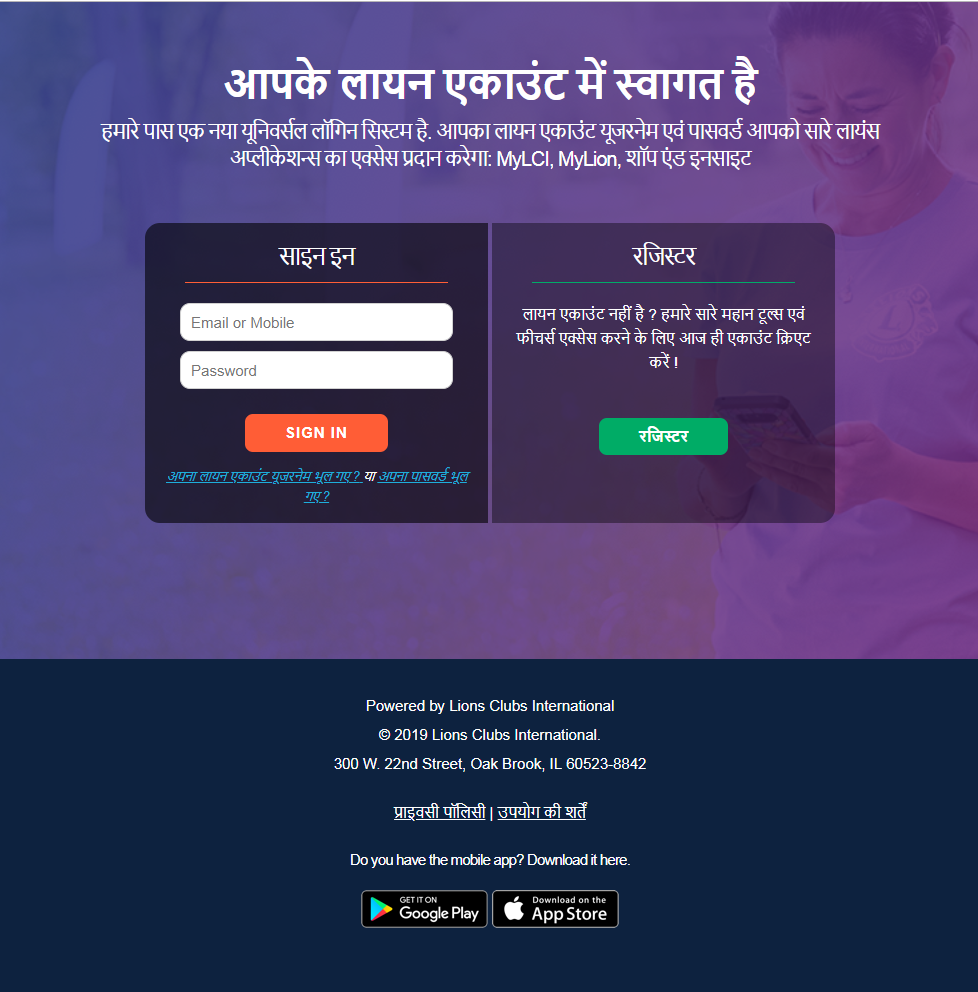 आपके लायन एकाउंट में स्वागत है
हमारे पास एक नया यूनिवर्सल लॉगिन सिस्टम है. आपका लायन एकाउंट यूजरनेम एवं पासवर्ड आपको सारे लायंस
अप्लीकेशन्स का एक्सेस प्रदान करेगा: MyLCI, MyLion, शॉप एंड इनसाइट
साइन इन
Email or Mobile
Password
SIGN IN
अपना लायन एकाउंट यूजरनेम भूल गए ? या अपना पासवर्ड भूल
गए ?
रजिस्टर
लायन एकाउंट नहीं है ? हमारे सारे महान टूल्स एवं
फीचर्स एक्सेस करने के लिए आज ही एकाउंट क्रिएट
करें !
रजिस्टर
Powered by Lions Clubs International
© 2019 Lions Clubs International.
300 W. 22nd Street, Oak Brook, IL 60523-8842
प्राइवसी पॉलिसी | उपयोग की शर्तें
Do you have the mobile app? Download it here.
GET IT ON
Google Play
Download on the
App Store